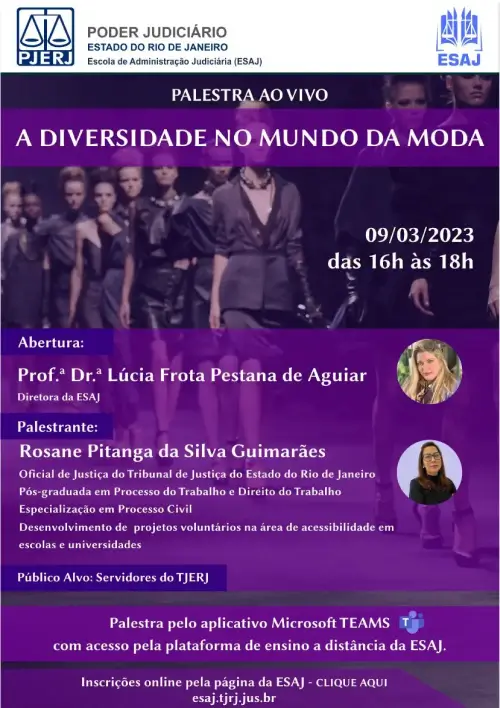 PJERJ
PODER JUDICIÁRIO
ESTADO DO RIO DE JANEIRO
Escola de Administração Judiciária (ESAJ)
ESAJ
PALESTRA AO VIVO
A DIVERSIDADE NO MUNDO DA MODA
09/03/2023
das 16h às 18h
Abertura:
Prof.ª Dr.ª Lúcia Frota Pestana de Aguiar
Diretora da ESAJ
Palestrante:
Rosane Pitanga da Silva Guimarães
Oficial de Justiça do Tribunal de Justiça do Estado do Rio de Janeiro
Pós-graduada em Processo do Trabalho e Direito do Trabalho
Especialização em Processo Civil
Desenvolvimento de projetos voluntários na área de acessibilidade em
escolas e universidades
Público Alvo: Servidores do TJERJ
Palestra pelo aplicativo Microsoft TEAMS
com acesso pela plataforma de ensino a distância da ESAJ.
Inscrições online pela página da ESAJ - CLIQUE AQUI
esaj.tjrj.jus.br